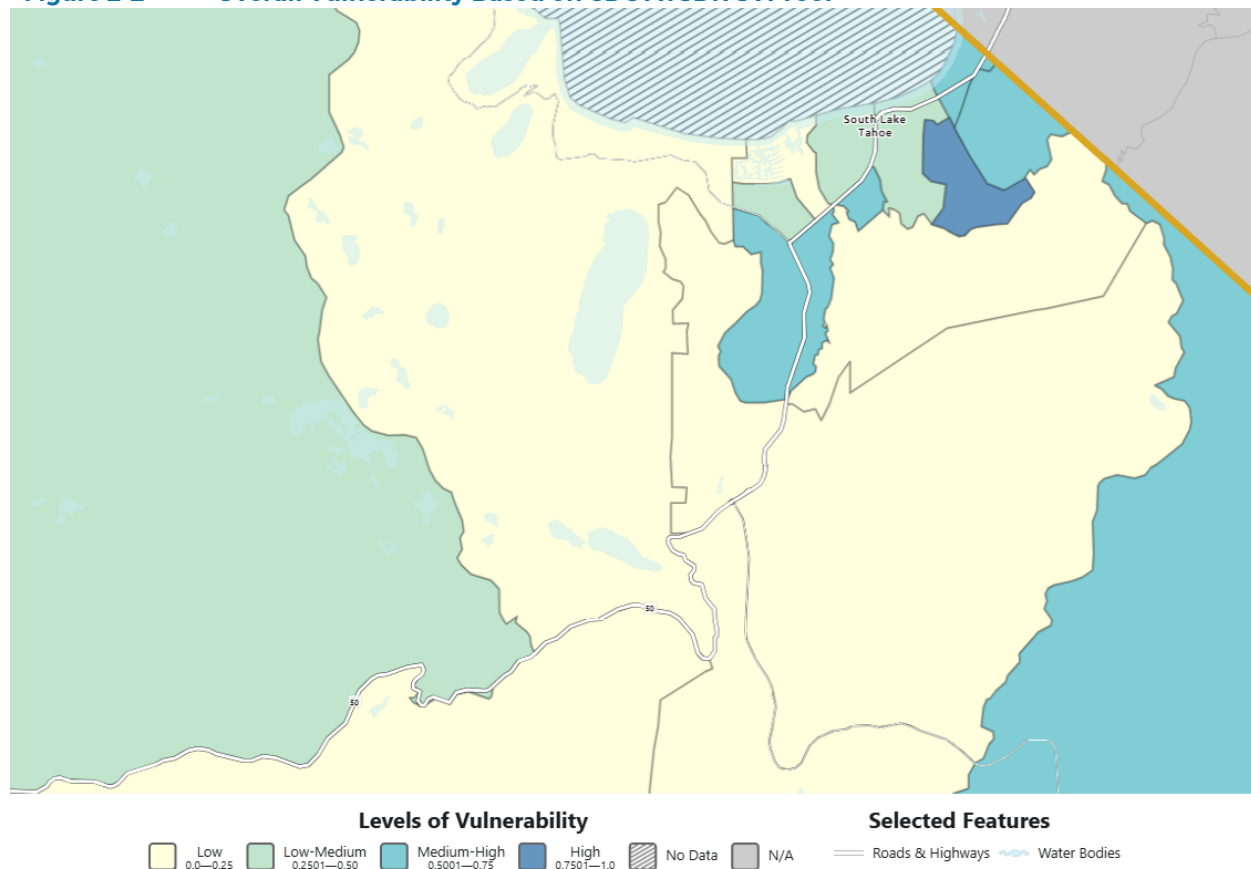 South Lake
Tahoe
50
50
Levels of Vulnerability
Selected Features
Low
0.0—0.25
Low-Medium
0.2501—0.50
Medium-High
0.5001—0.75
High
0.7501—1.0
No Data
N/A
Roads & Highways
Water Bodies